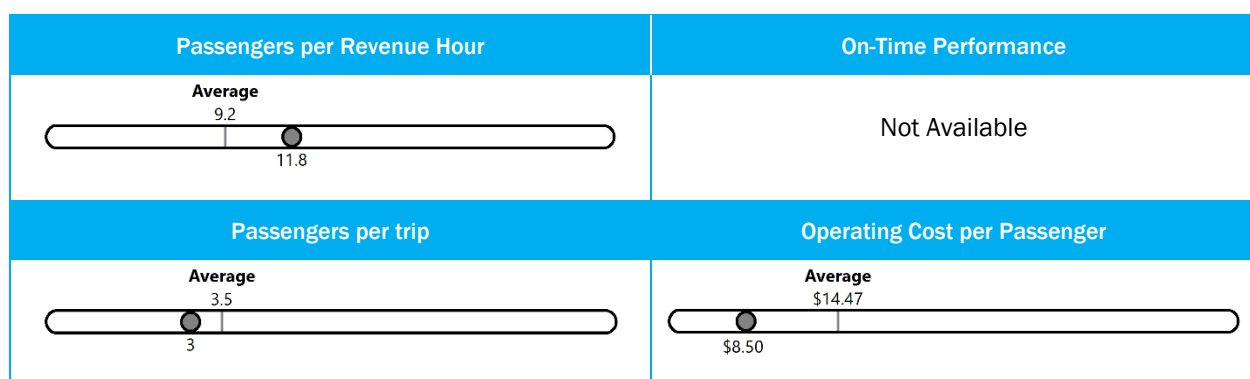 Passengers per Revenue Hour
On-Time Performance
Average
9.2
11.8
Not Available
Passengers per trip
Operating Cost per Passenger
Average
3.5
3
Average
$14.47
$8.50